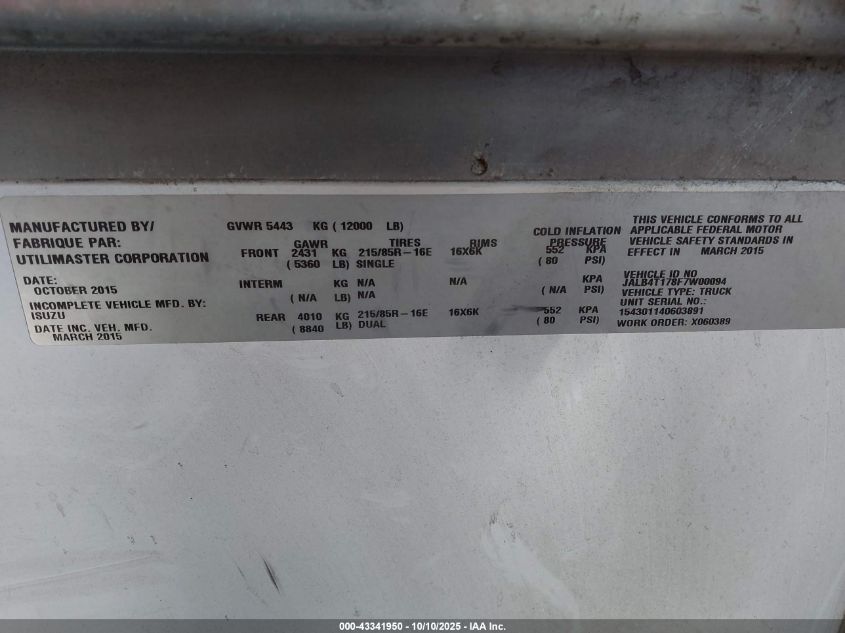 MANUFACTURED BY/
FABRIQUE PAR:
UTILIMASTER CORPORATION
DATE:
OCTOBER 2015
INCOMPLETE VEHICLE MFD. BY:
ISUZU
DATE INC. VEH. MFD.
MARCH 2015
GVWR 5443 KG ( 12000 LB)
GAWR TIRES RIMS COLD INFLATION PRESSURE
FRONT 2431 KG 215/85R-16E 16X6K 552 KPA
( 5360 LB) SINGLE ( 80 PSI)
INTERM KG N/A N/A KPA
( N/A LB) N/A ( N/A PSI)
REAR 4010 KG 215/85R-16E 16X6K 552 KPA
( 8840 LB) DUAL ( 80 PSI)
THIS VEHICLE CONFORMS TO ALL
APPLICABLE FEDERAL MOTOR
VEHICLE SAFETY STANDARDS IN
EFFECT IN MARCH 2015
VEHICLE ID NO
JALB4T178F7W00694
VEHICLE TYPE: TRUCK
UNIT SERIAL NO.:
154301140603891
WORK ORDER: X060389
000-43341950 - 10/10/2025 - IAA Inc.